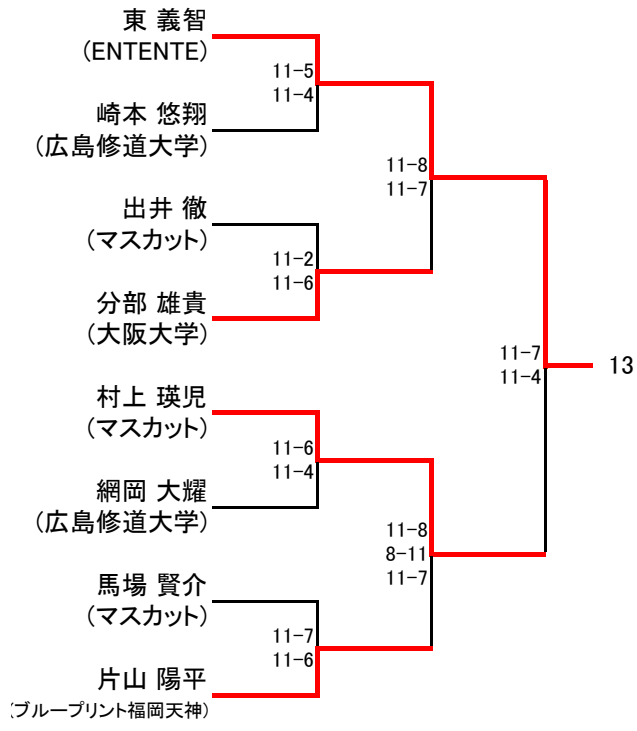 東 義智
(ENTENTE)
11-5
11-4
崎本 悠翔
(広島修道大学)
11-8
11-7
出井 徹
(マスカット)
11-2
11-6
分部 雄貴
(大阪大学)
11-7
11-4
13
村上 瑛児
(マスカット)
11-6
11-4
網岡 大耀
(広島修道大学)
11-8
8-11
11-7
馬場 賢介
(マスカット)
11-7
11-6
片山 陽平
(ブループリント福岡天神)